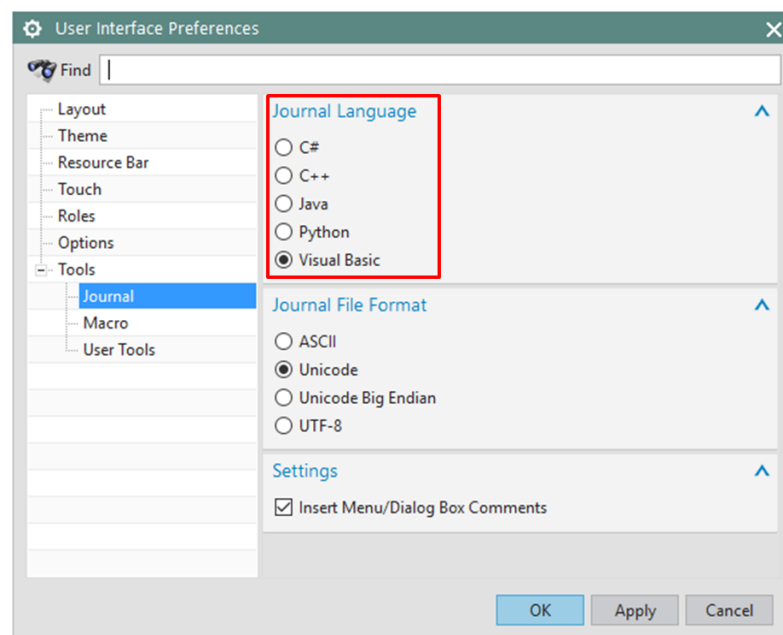 User Interface Preferences
Find
Layout
Theme
Resource Bar
Touch
Roles
Options
Tools
Journal
Macro
User Tools
Journal Language
C#
C++
Java
Python
Visual Basic
Journal File Format
ASCII
Unicode
Unicode Big Endian
UTF-8
Settings
Insert Menu/Dialog Box Comments
OK Apply Cancel